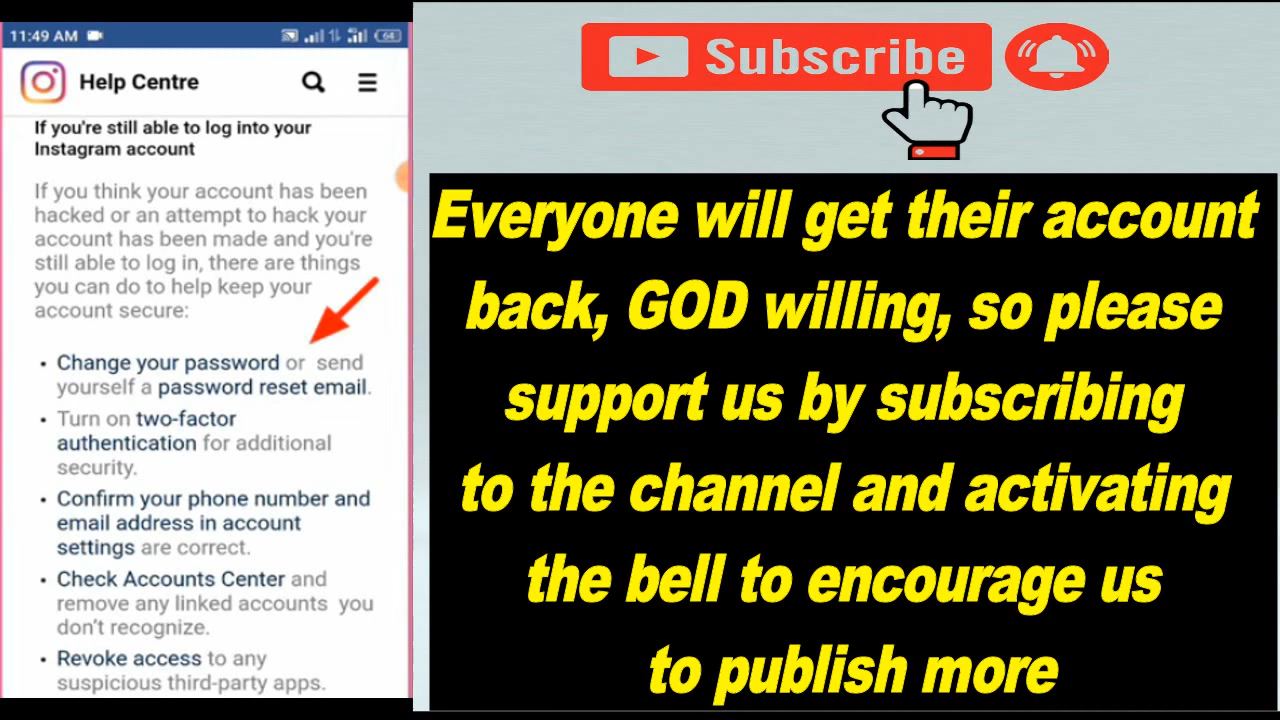 11:49 AM
64
Help Centre
If you're still able to log into your
Instagram account
If you think your account has been
hacked or an attempt to hack your
account has been made and you're
still able to log in, there are things
you can do to help keep your
account secure:
• Change your password or send
yourself a password reset email.
• Turn on two-factor
authentication for additional
security.
• Confirm your phone number and
email address in account
settings are correct.
• Check Accounts Center and
remove any linked accounts you
don't recognize.
• Revoke access to any
suspicious third-party apps.
Subscribe
Everyone will get their account
back, GOD willing, so please
support us by subscribing
to the channel and activating
the bell to encourage us
to publish more